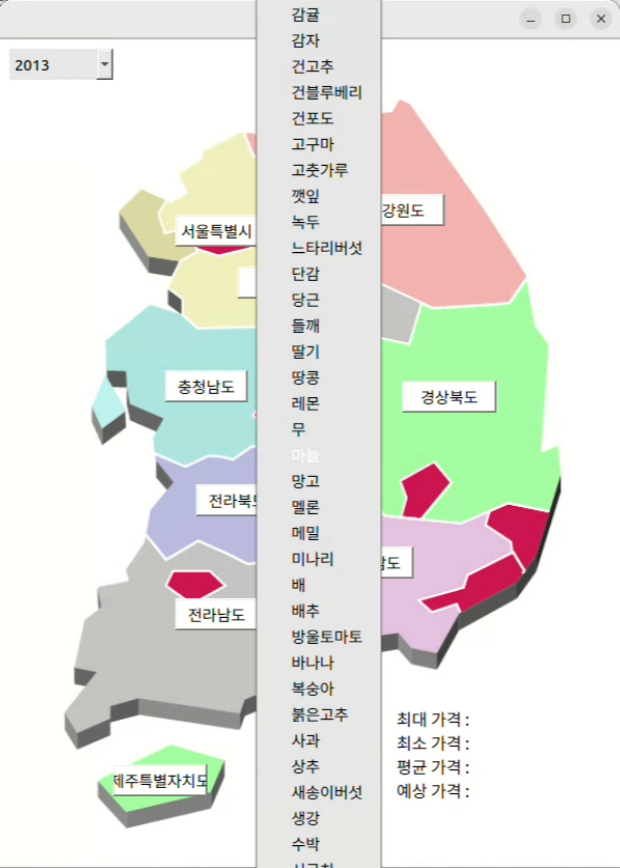 2013
감귤
감자
건고추
건블루베리
건포도
고구마
고춧가루
깻잎
녹두
느타리버섯
단감
당근
들깨
딸기
땅콩
레몬
무
마늘
망고
멜론
메밀
미나리
배
배추
방울토마토
바나나
복숭아
붉은고추
사과
상추
새송이버섯
생강
수박
강원도
서울특별시
충청남도
경상북도
전라북
전라남도
제주특별자치도
최대 가격 :
최소 가격 :
평균 가격 :
예상 가격 :